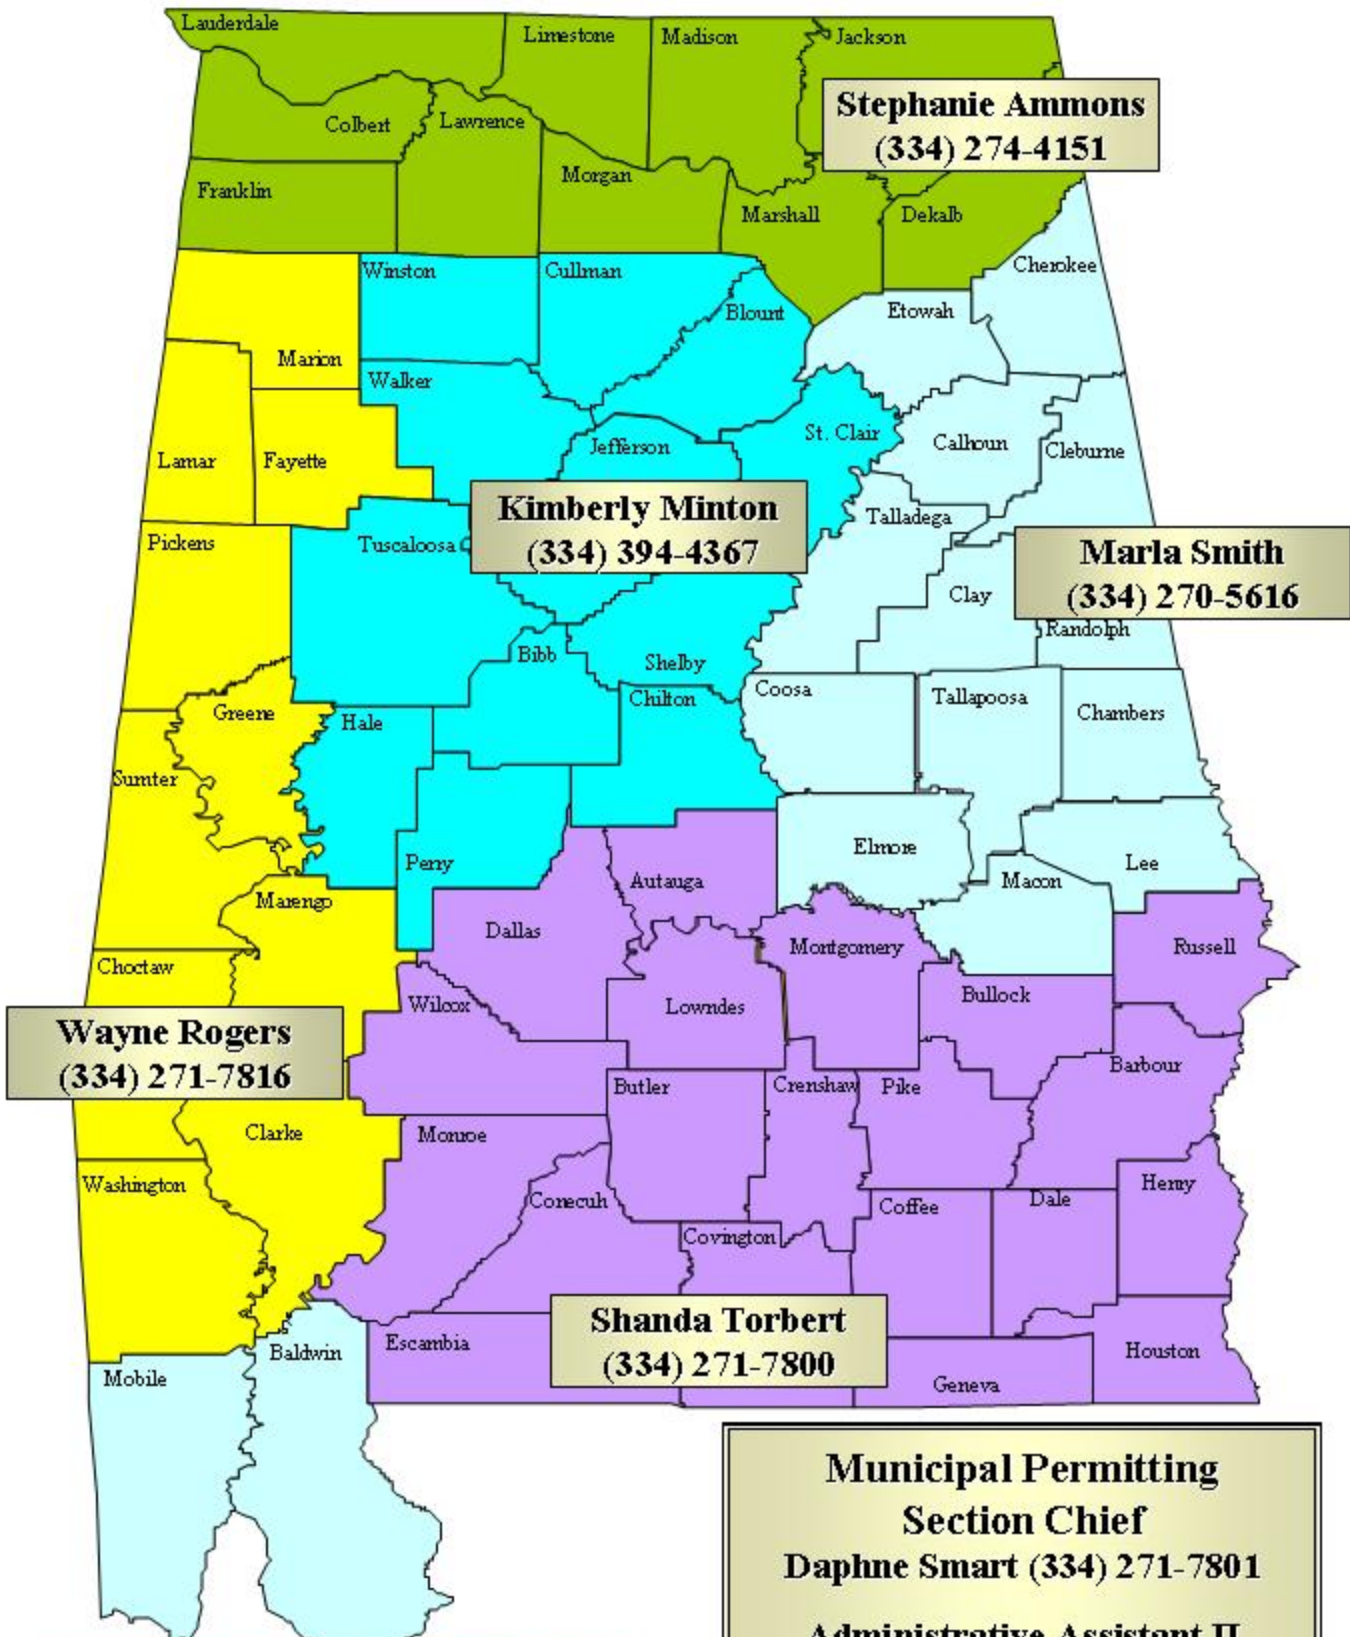 Lauderdale
Limestone
Madison
Jackson
Stephanie Ammons
(334) 274-4151
Colbert
Lawrence
Franklin
Morgan
Marshall
Dekalb
Cherokee
Winston
Cullman
Blount
Etowah
Marion
Walker
Lamar
Fayette
Jefferson
St. Clair
Calhoun
Cleburne
Kimberly Minton
(334) 394-4367
Talladega
Pickens
Tuscaloosa
Marla Smith
(334) 270-5616
Clay
Randolph
Bibb
Shelby
Coosa
Tallapoosa
Chambers
Chilton
Greene
Hale
Sumter
Perry
Elmore
Lee
Autauga
Macon
Marengo
Dallas
Montgomery
Russell
Choctaw
Wilcox
Lowndes
Bullock
Wayne Rogers
(334) 271-7816
Butler
Crenshaw
Pike
Barbour
Clarke
Monroe
Washington
Conecuh
Coffee
Dale
Henry
Covington
Shanda Torbert
(334) 271-7800
Escambia
Baldwin
Mobile
Geneva
Houston
Municipal Permitting
Section Chief
Daphne Smart (334) 271-7801
Administrative Assistant II